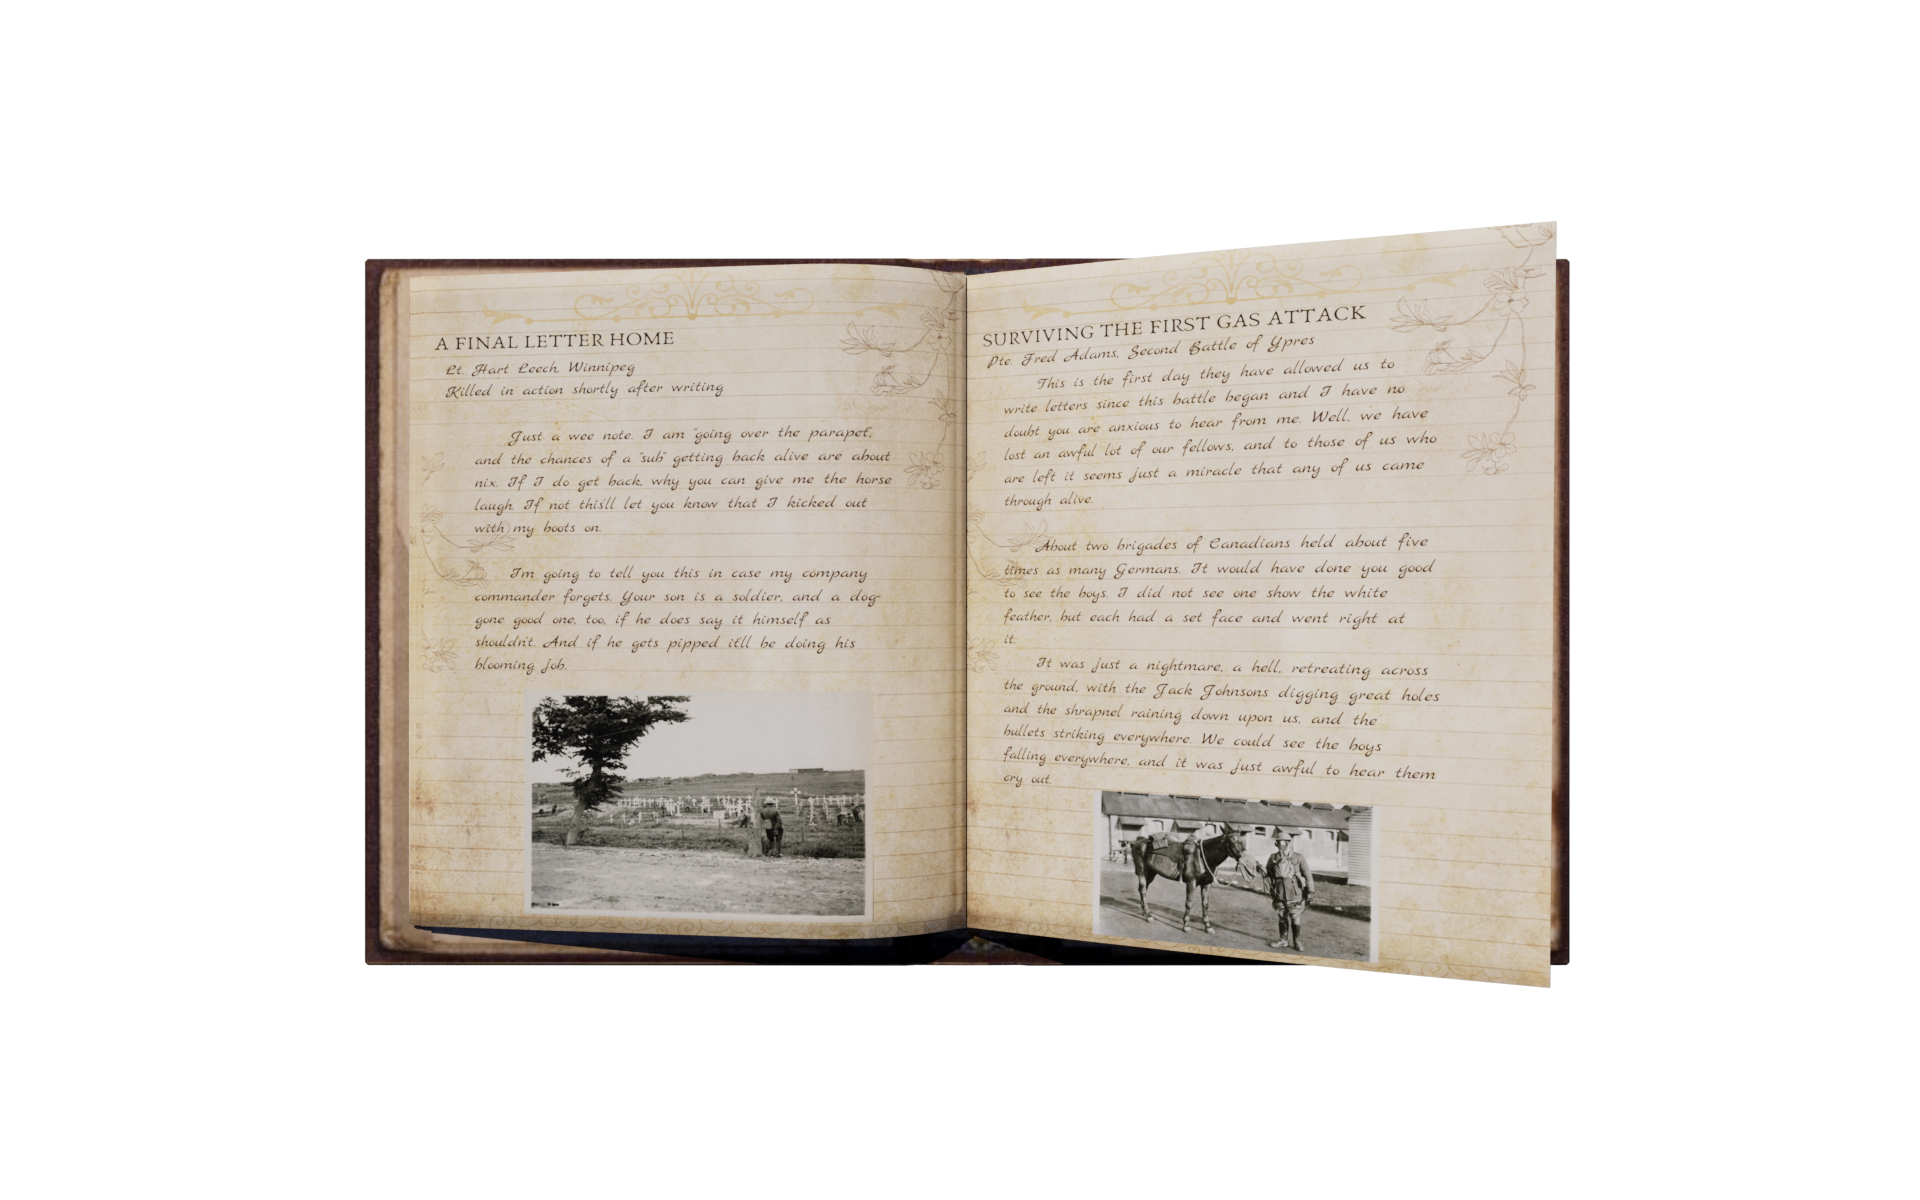 A FINAL LETTER HOME
Lt. Hart Leech, Winnipeg
Killed in action shortly after writing
Just a wee note. I am "going over the parapet",
and the chances of a "sub" getting back alive are about
nix. If I do get back, why you can give me the horse
laugh. If not this'll let you know that I kicked out
with my boots on.
I'm going to tell you this in case my company
commander forgets. Your son is a soldier, and a dog-
gone good one, too, if he does say it himself as
shouldn't. And if he gets pipped it'll be doing his
blooming job.
SURVIVING THE FIRST GAS ATTACK
Pte. Fred Adams, Second Battle of Ypres
This is the first day they have allowed us to
write letters since this battle began and I have no
doubt you are anxious to hear from me. Well, we have
lost an awful lot of our fellows, and to those of us who
are left it seems just a miracle that any of us came
through alive.
About two brigades of Canadians held about five
times as many Germans. It would have done you good
to see the boys. I did not see one show the white
feather, but each had a set face and went right at
it.
It was just a nightmare, a hell, retreating across
the ground, with the Jack Johnsons digging great holes
and the shrapnel raining down upon us, and the
bullets striking everywhere. We could see the boys
falling everywhere, and it was just awful to hear them
cry out.